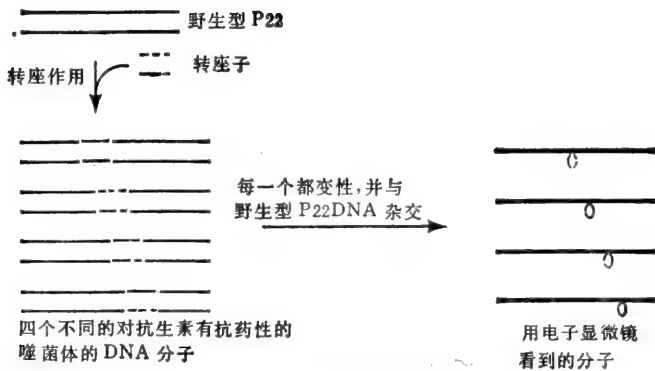 野生型 P22
转座子
转座作用
每一个都变性，并与
野生型 P22DNA 杂交
四个不同的对抗生素有抗药性的
噬菌体的 DNA 分子
用电子显微镜
看到的分子